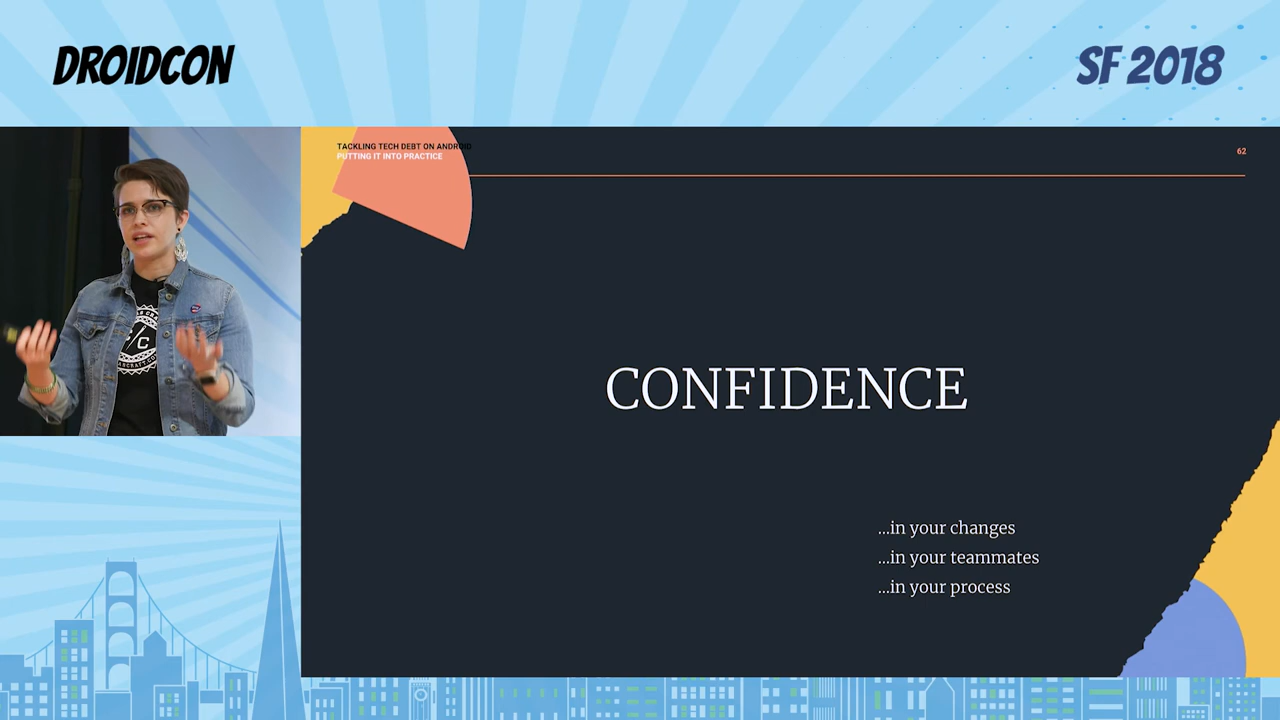 DROIDCON
SF 2018
TACKLING TECH DEBT ON ANDROID
PUTTING IT INTO PRACTICE
62
CONFIDENCE
...in your changes
...in your teammates
...in your process